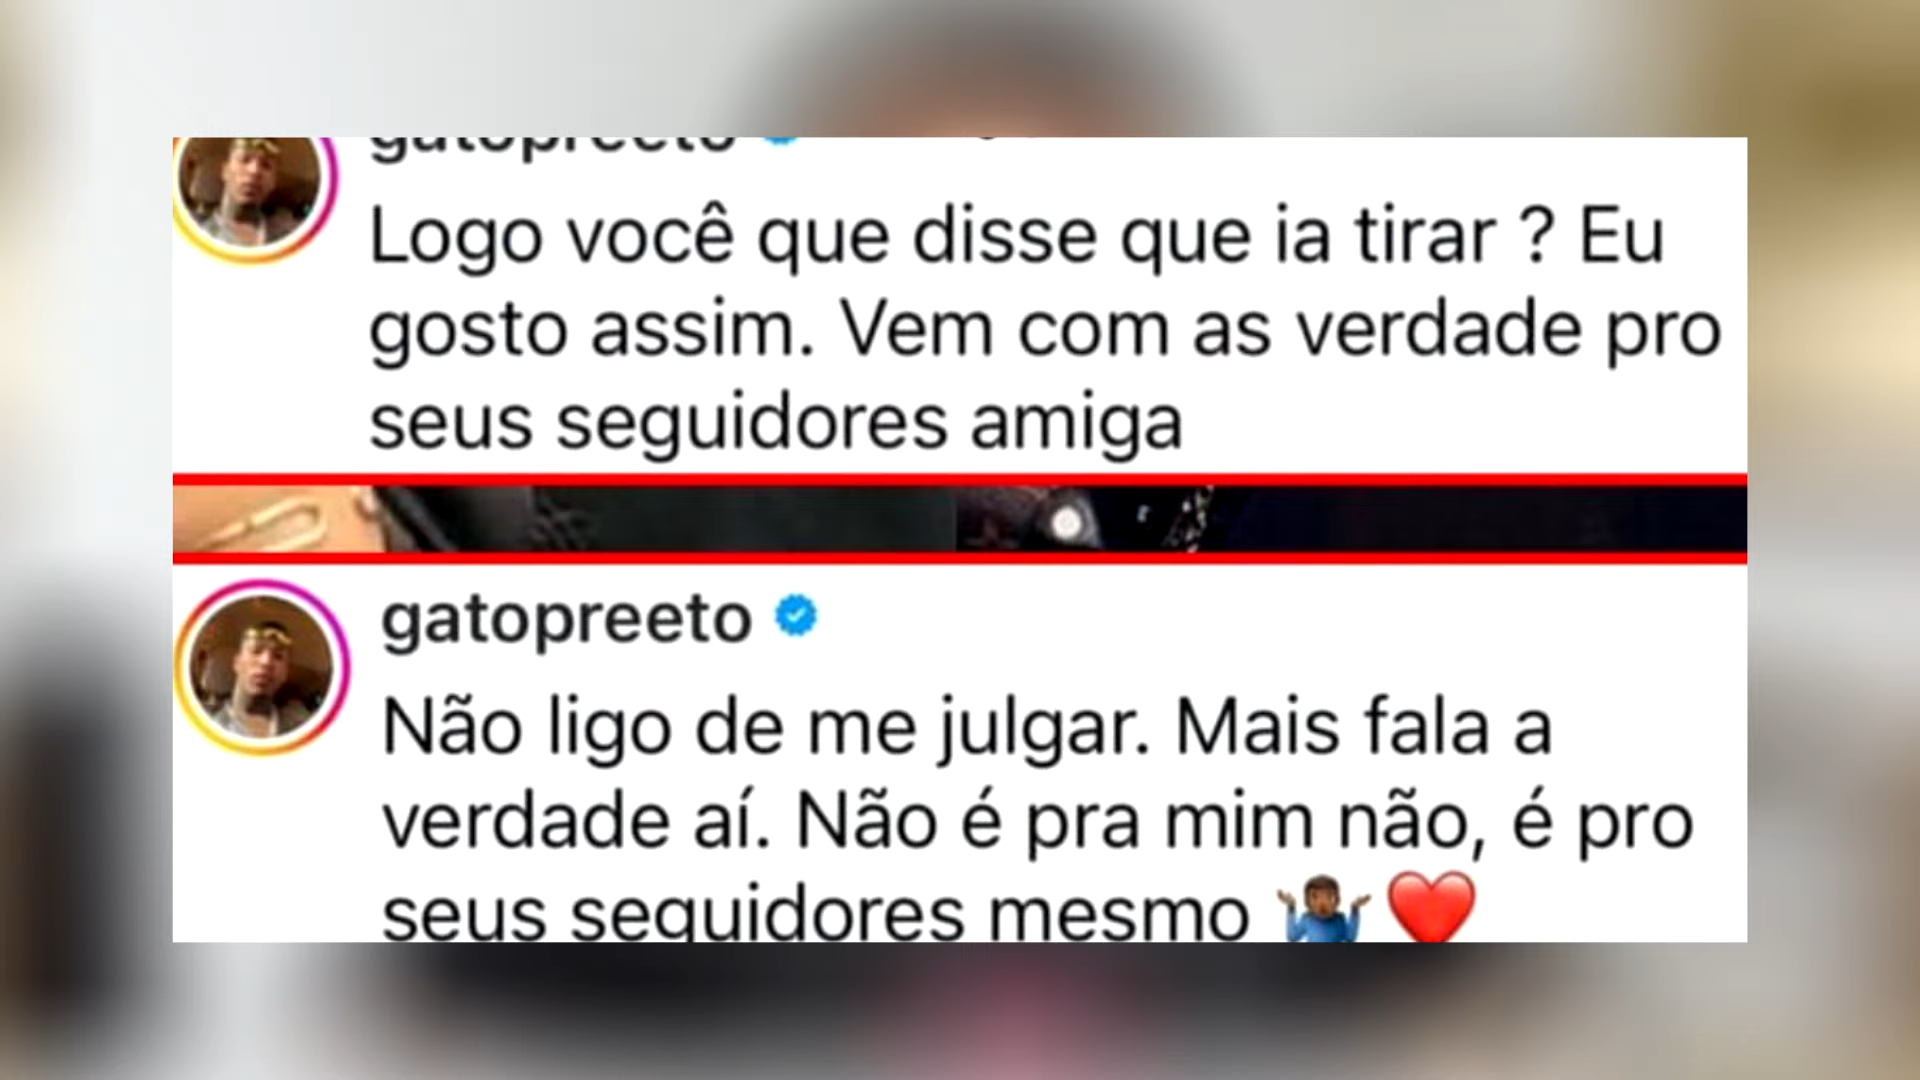 gatopreeto
Logo você que disse que ia tirar ? Eu
gosto assim. Vem com as verdade pro
seus seguidores amiga
gatopreeto
Não ligo de me julgar. Mais fala a
verdade aí. Não é pra mim não, é pro
seus seguidores mesmo 🤷🏾‍♂️❤️